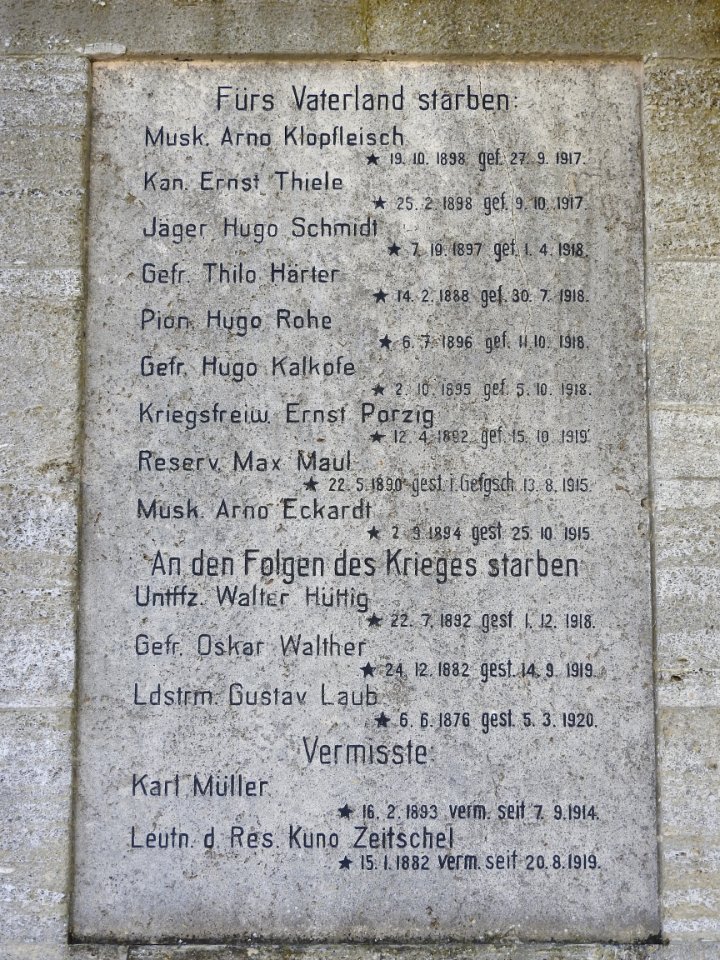 Fürs Vaterland starben:
Musk. Arno Klopfleisch
★ 19. 10. 1898 gef. 27. 9. 1917.
Kan. Ernst Thiele
★ 25. 2. 1898 gef. 9. 10. 1917.
Jäger Hugo Schmidt
★ 7. 10. 1897 gef. 1. 4. 1918.
Gefr. Thilo Härter
★ 14. 2. 1888 gef. 30. 7. 1918.
Pion. Hugo Rohe
★ 6. 7. 1896 gef. 11. 10. 1918.
Gefr. Hugo Kalkofe
★ 2. 10. 1895 gef. 5. 10. 1918.
Kriegsfreiw. Ernst Porzig
★ 12. 4. 1892 gef. 15. 10. 1919.
Reserv. Max Maul
★ 22. 5. 1890 gest. i. Gefgsch. 13. 8. 1915.
Musk. Arno Eckardt
★ 2. 9. 1894 gest. 25. 10. 1915
An den Folgen des Krieges starben
Untffz. Walter Hüttig
★ 22. 7. 1892 gest. 1. 12. 1918.
Gefr. Oskar Walther
★ 24. 12. 1882 gest. 14. 9. 1919.
Ldstrm. Gustav Laub
★ 6. 6. 1876 gest. 5. 3. 1920.
Vermisste
Karl Müller
★ 16. 2. 1893 verm. seit 7. 9. 1914.
Leutn. d. Res. Kuno Zeitschel
★ 15. 1. 1882 verm. seit 20. 8. 1919.